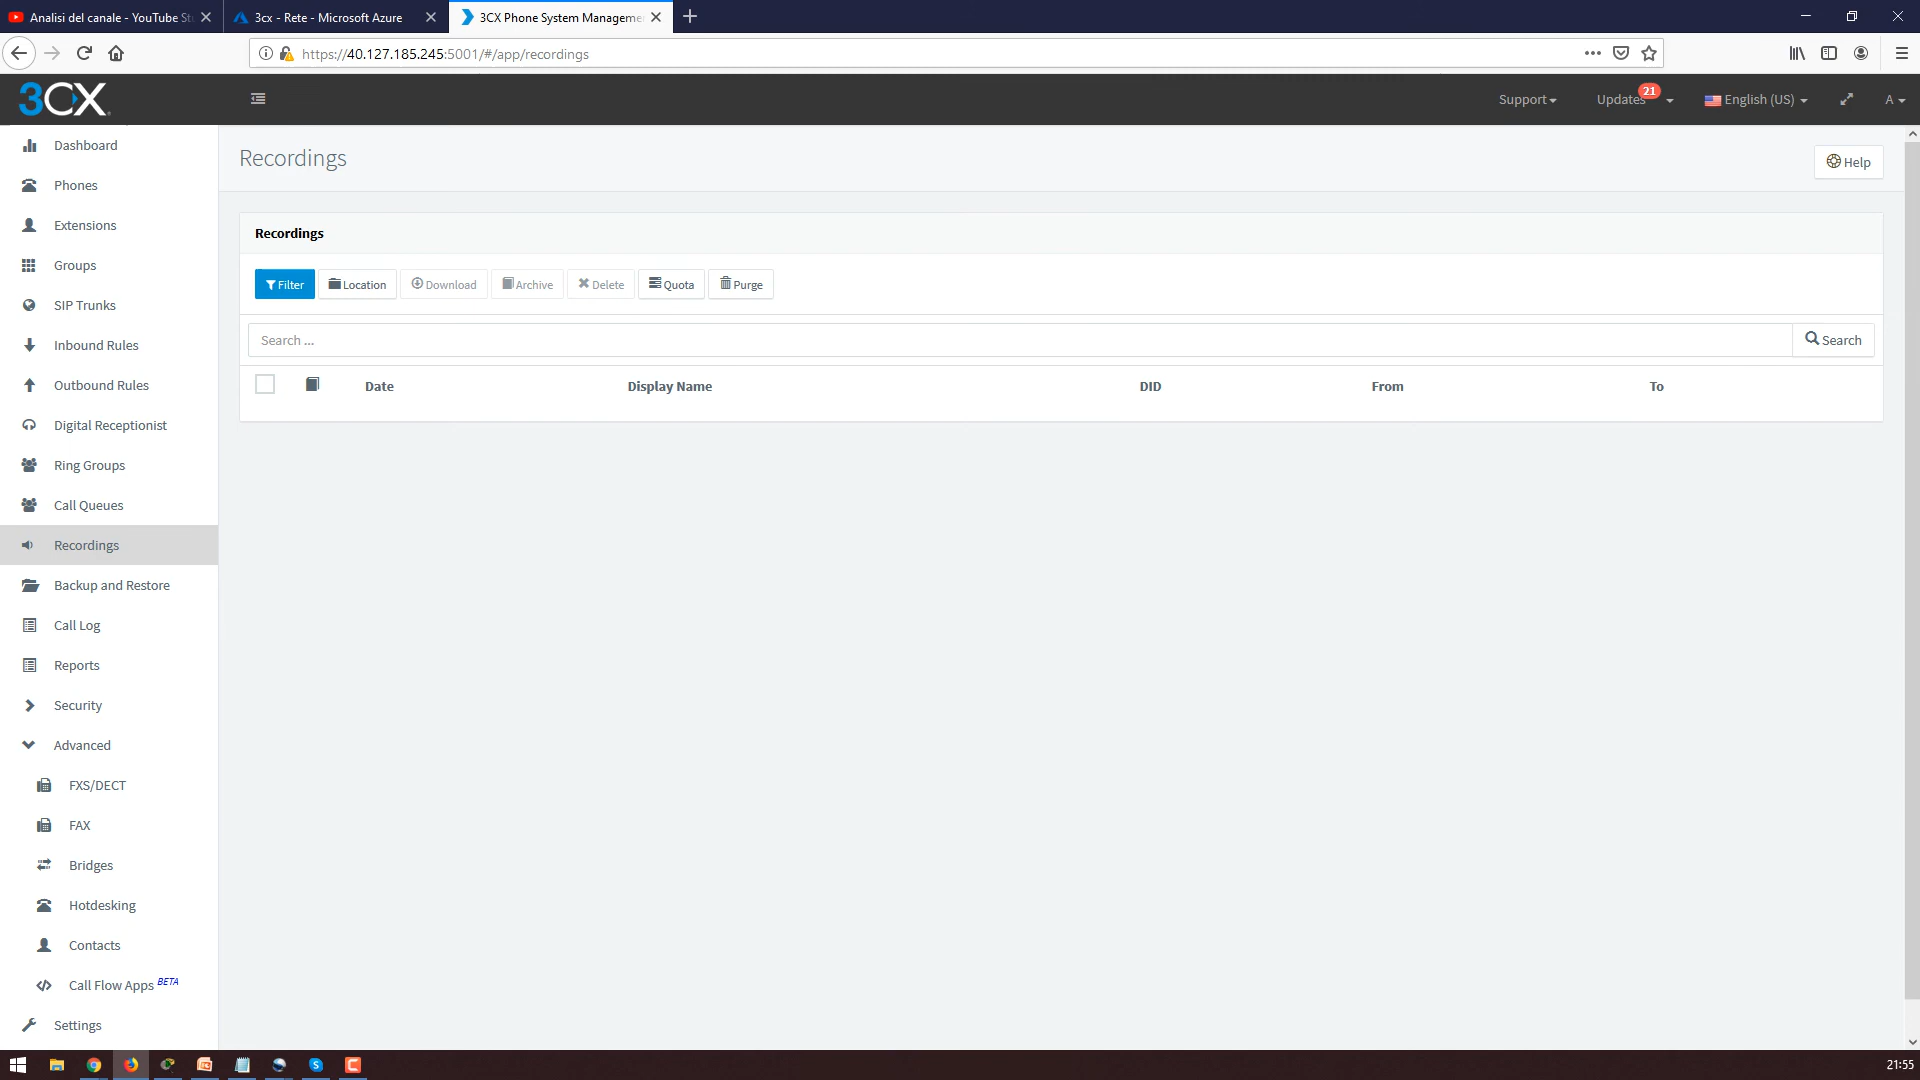 Analisi del canale - YouTube St
3cx - Rete - Microsoft Azure
3CX Phone System Manageme
https://40.127.185.245:5001/#/app/recordings
3CX
Support
Updates
21
English (US)
A
Dashboard
Phones
Extensions
Groups
SIP Trunks
Inbound Rules
Outbound Rules
Digital Receptionist
Ring Groups
Call Queues
Recordings
Backup and Restore
Call Log
Reports
Security
Advanced
FXS/DECT
FAX
Bridges
Hotdesking
Contacts
Call Flow Apps BETA
Settings
Recordings
Help
Recordings
Filter
Location
Download
Archive
Delete
Quota
Purge
Search ...
Search
Date
Display Name
DID
From
To
21:55